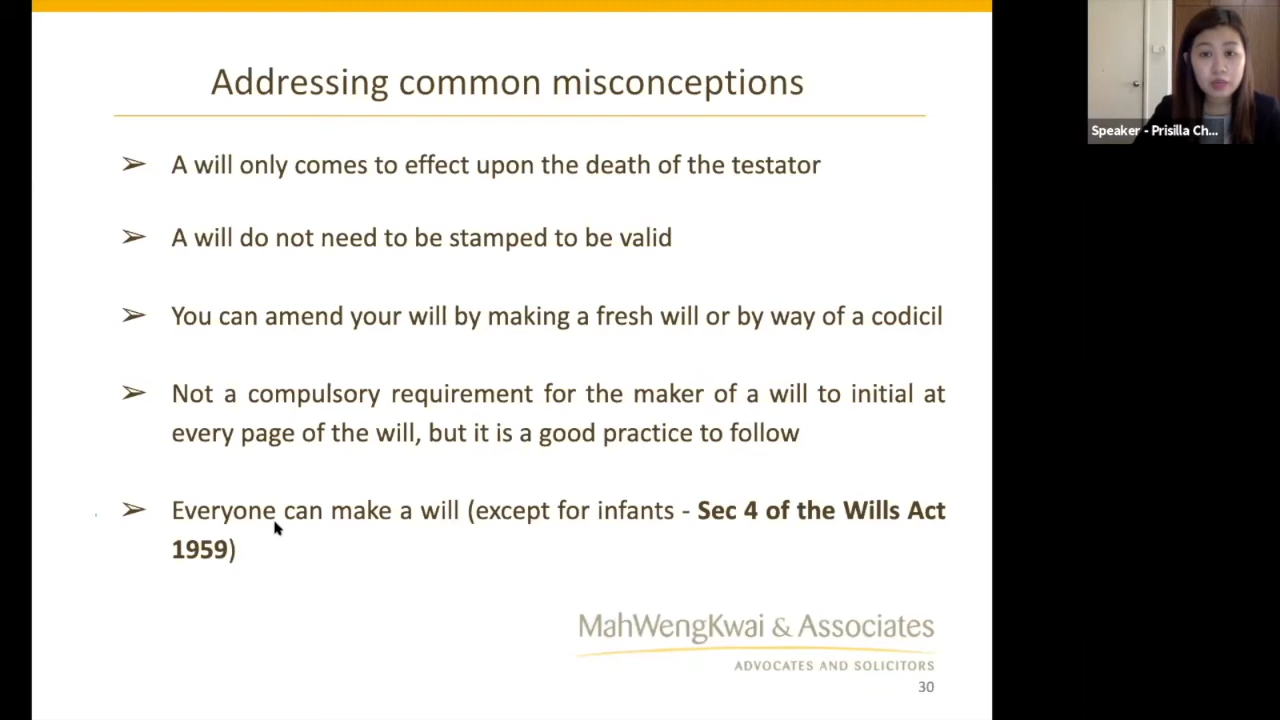 Addressing common misconceptions
➢ A will only comes to effect upon the death of the testator
➢ A will do not need to be stamped to be valid
➢ You can amend your will by making a fresh will or by way of a codicil
➢ Not a compulsory requirement for the maker of a will to initial at
every page of the will, but it is a good practice to follow
➢ Everyone can make a will (except for infants - Sec 4 of the Wills Act
1959)
MahWengKwai & Associates
ADVOCATES AND SOLICITORS
30
Speaker - Prisilla Ch...